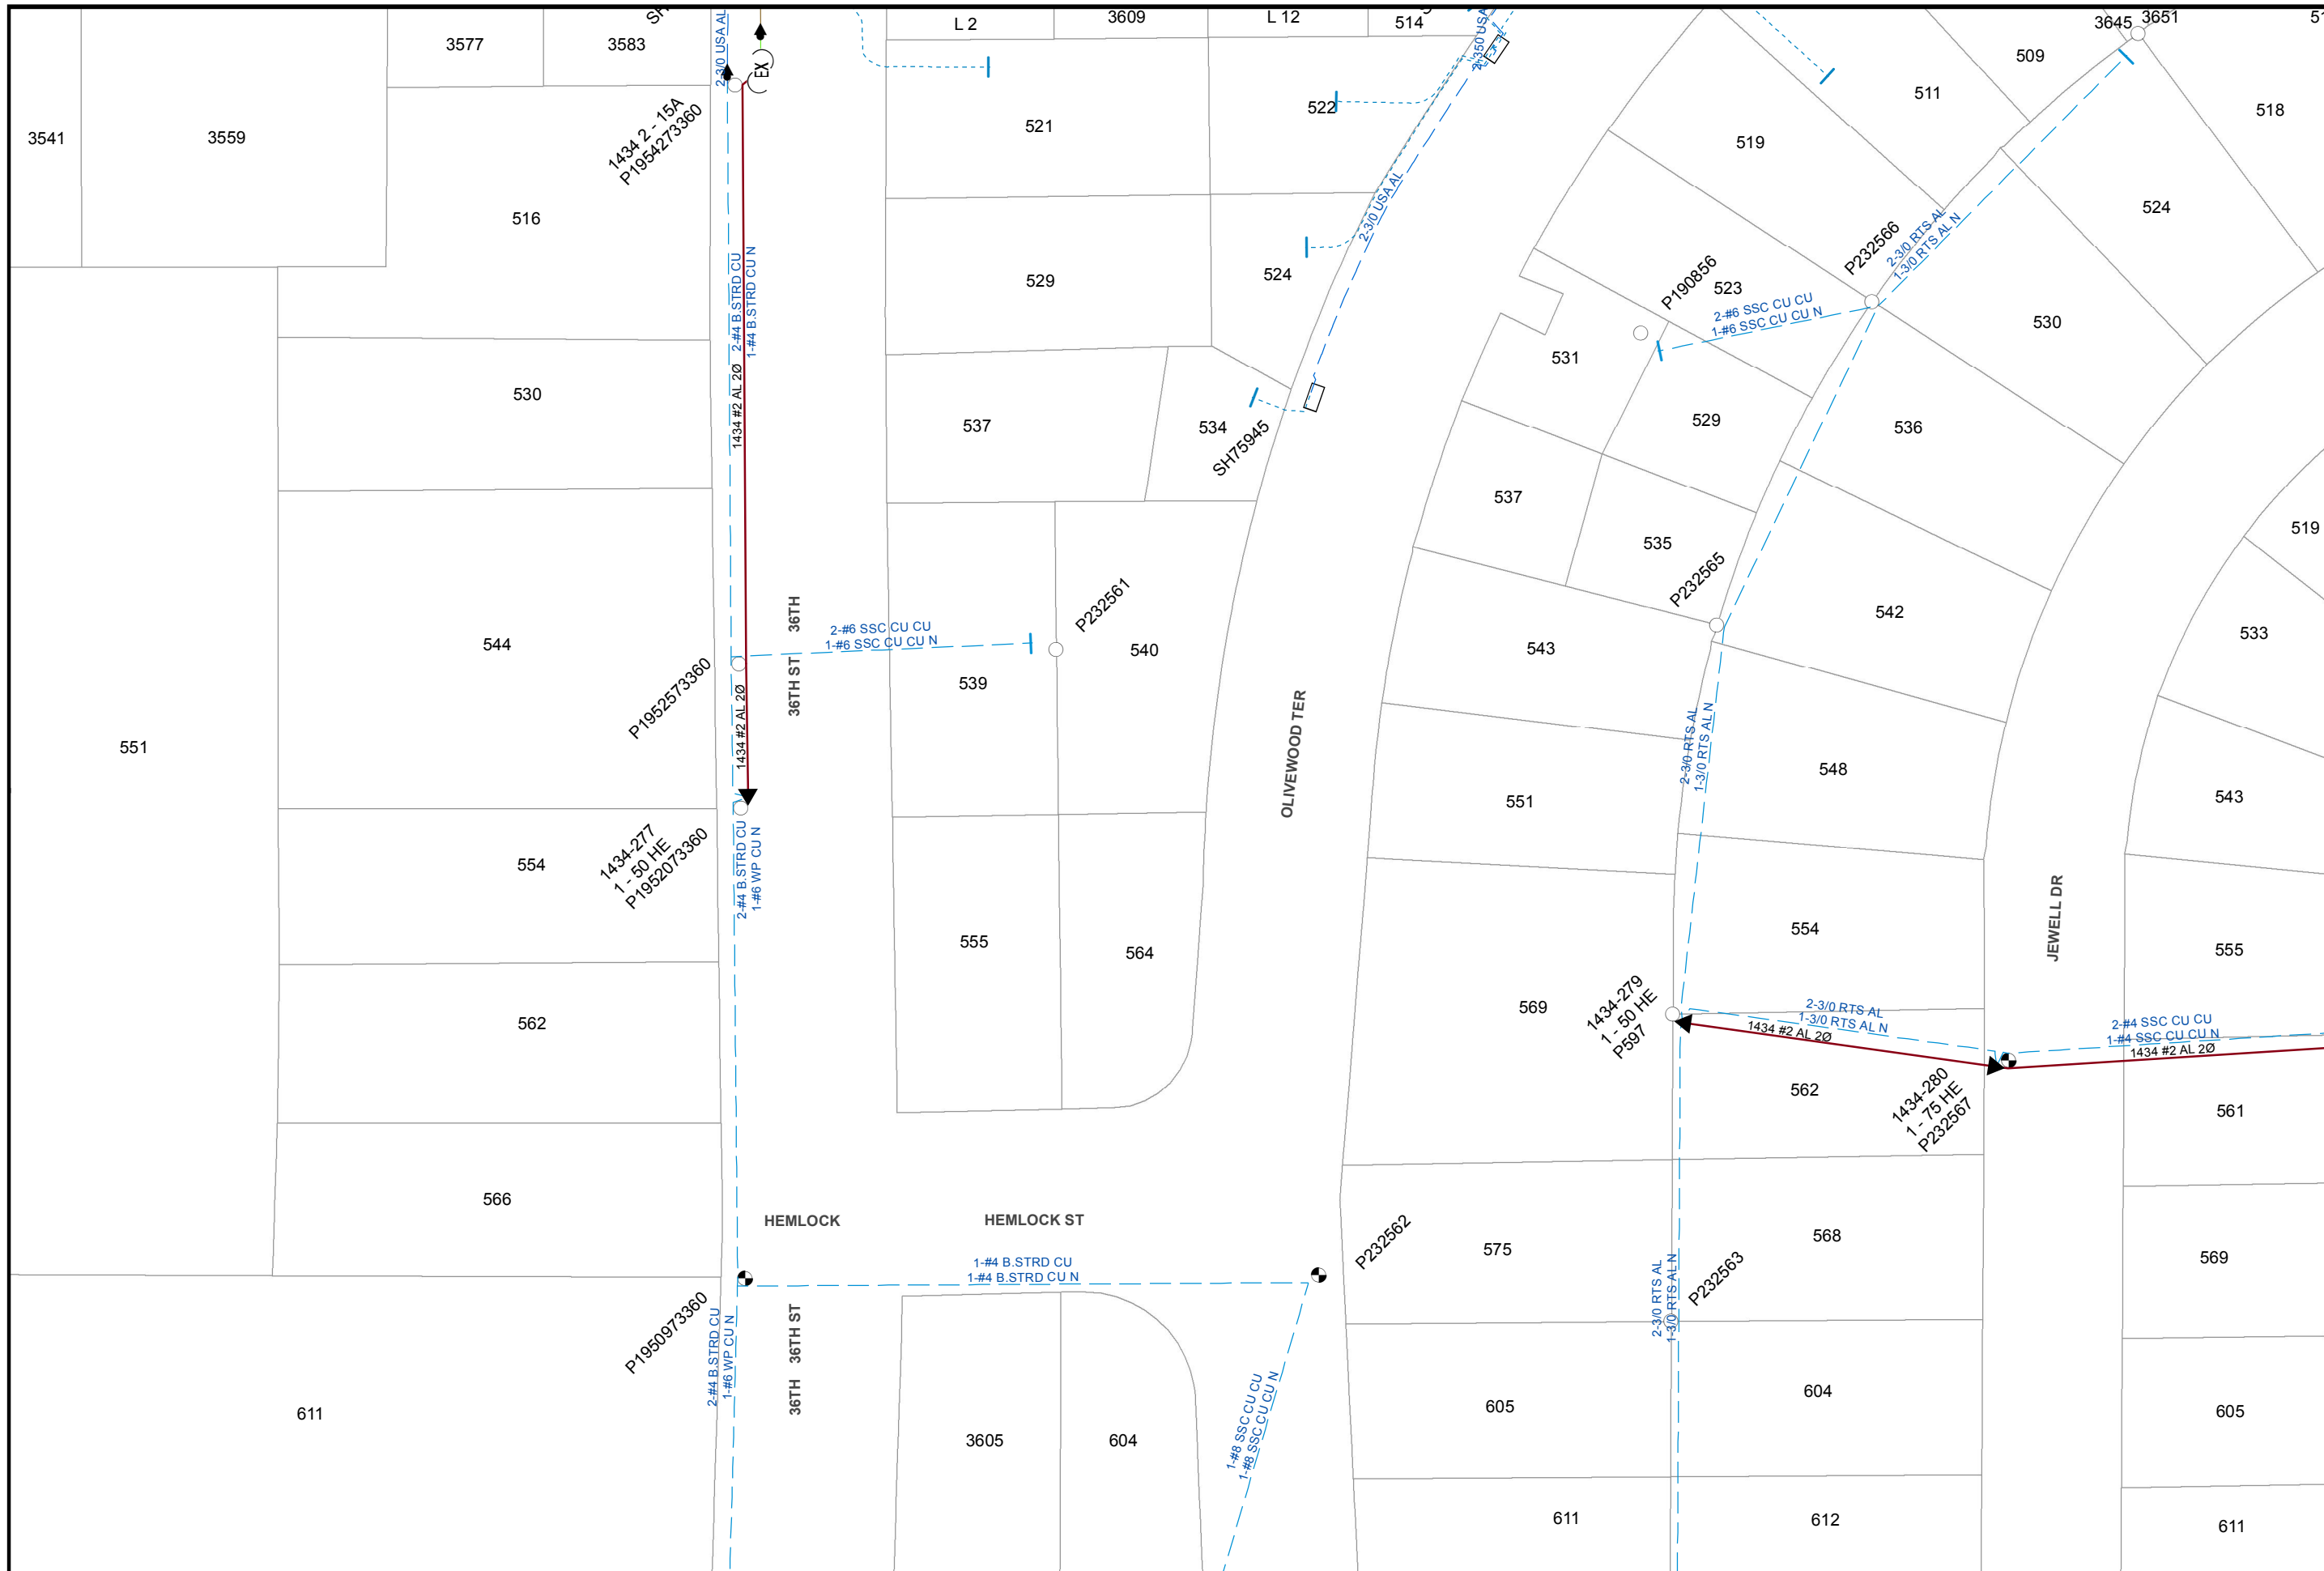 L 2
3609
L 12
514
3645
3651
3577
3583
2-3/0 USA AL
EX
2-350 USA
509
511
518
3541
3559
1434 2 - 15A
P1954273360
521
522
519
516
2-3/0 USA AL
524
P232566
2-3/0 RTS AL
1-3/0 RTS AL N
2-#4 B.STRD CU
1-#4 B.STRD CU N
529
524
P190856
523
2-#6 SSC CU CU
1-#6 SSC CU CU N
530
531
530
1434 #2 AL 2Ø
537
534
SH75945
529
536
537
519
535
P232565
P232561
36TH
2-#6 SSC CU CU
1-#6 SSC CU CU N
542
533
544
540
543
P1952573360
36TH ST
539
1434 #2 AL 2Ø
OLIVEWOOD TER
2-3/0 RTS AL
1-3/0 RTS AL N
551
548
551
543
554
1434-277
1 - 50 HE
P1952073360
2-#4 B.STRD CU
1-#6 WP CU N
JEWELL DR
554
555
564
555
569
1434-279
1 - 50 HE
P597
2-3/0 RTS AL
1-3/0 RTS AL N
1434 #2 AL 2Ø
562
2-#4 SSC CU CU
1-#4 SSC CU CU N
1434 #2 AL 2Ø
562
1434-280
1 - 75 HE
P232567
561
566
HEMLOCK
HEMLOCK ST
P232562
575
568
569
1-#4 B.STRD CU
1-#4 B.STRD CU N
2-3/0 RTS AL
1-3/0 RTS AL N
P232563
P1950973360
2-#4 B.STRD CU
1-#6 WP CU N
36TH ST
36TH
611
1-#8 SSC CU CU
1-#8 SSC CU CU N
605
604
605
3605
604
611
612
611